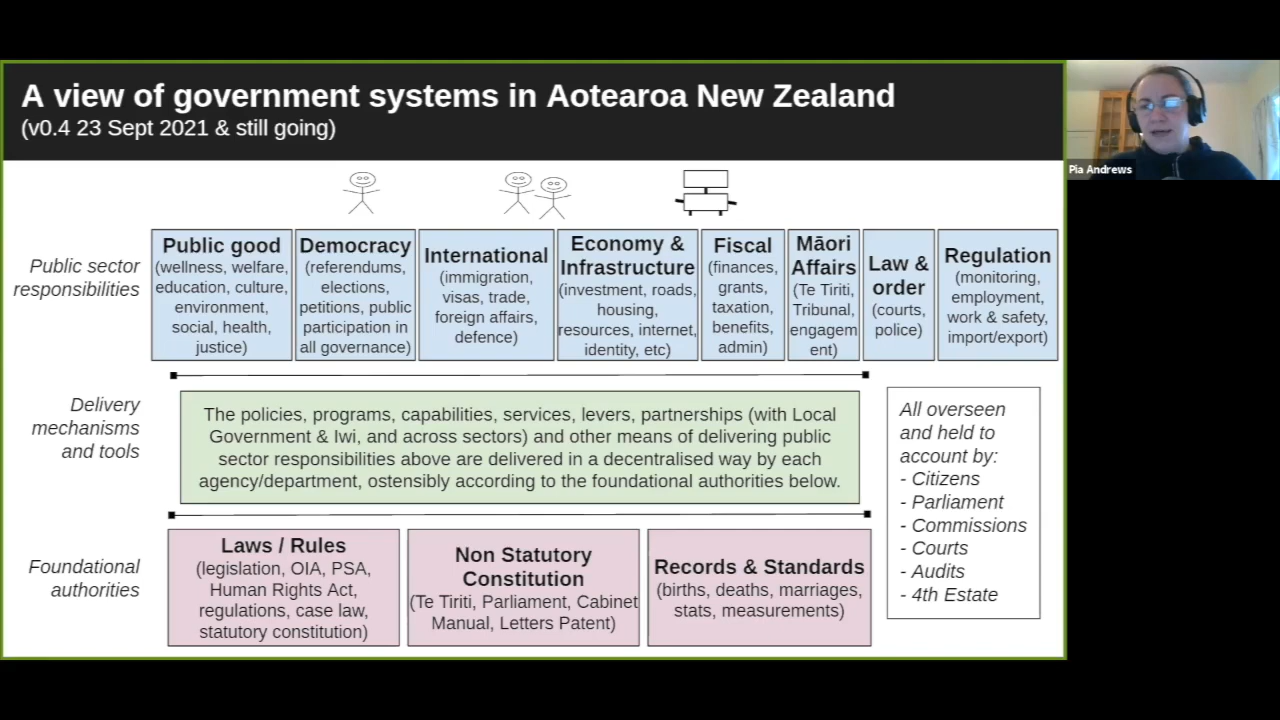 A view of government systems in Aotearoa New Zealand
(v0.4 23 Sept 2021 & still going)
Pia Andrews
Public sector
responsibilities
Public good
(wellness, welfare,
education, culture,
environment,
social, health,
justice)
Democracy
(referendums,
elections,
petitions, public
participation in
all governance)
International
(immigration,
visas, trade,
foreign affairs,
defence)
Economy &
Infrastructure
(investment, roads,
housing,
resources, internet,
identity, etc)
Fiscal
(finances,
grants,
taxation,
benefits,
admin)
Māori
Affairs
(Te Tiriti,
Tribunal,
engagem
ent)
Law &
order
(courts,
police)
Regulation
(monitoring,
employment,
work & safety,
import/export)
Delivery
mechanisms
and tools
The policies, programs, capabilities, services, levers, partnerships (with Local
Government & Iwi, and across sectors) and other means of delivering public
sector responsibilities above are delivered in a decentralised way by each
agency/department, ostensibly according to the foundational authorities below.
All overseen
and held to
account by:
- Citizens
- Parliament
- Commissions
- Courts
- Audits
- 4th Estate
Foundational
authorities
Laws / Rules
(legislation, OIA, PSA,
Human Rights Act,
regulations, case law,
statutory constitution)
Non Statutory
Constitution
(Te Tiriti, Parliament, Cabinet
Manual, Letters Patent)
Records & Standards
(births, deaths, marriages,
stats, measurements)